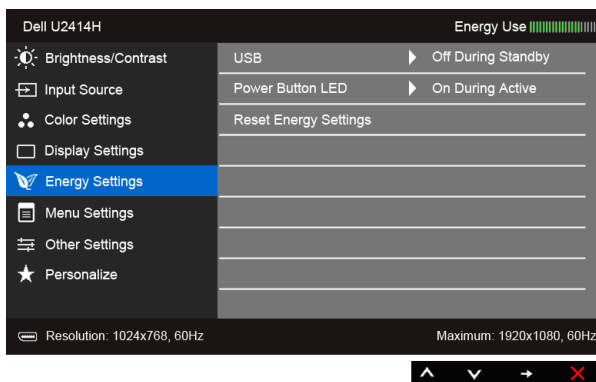 Dell U2414H Energy Use
Brightness/Contrast USB Off During Standby
Input Source Power Button LED On During Active
Color Settings Reset Energy Settings
Display Settings
Energy Settings
Menu Settings
Other Settings
Personalize
Resolution: 1024x768, 60Hz Maximum: 1920x1080, 60Hz